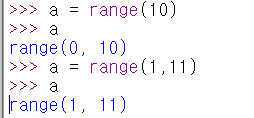 >>> a = range(10)
>>> a
range(0, 10)
>>> a = range(1,11)
>>> a
range(1, 11)